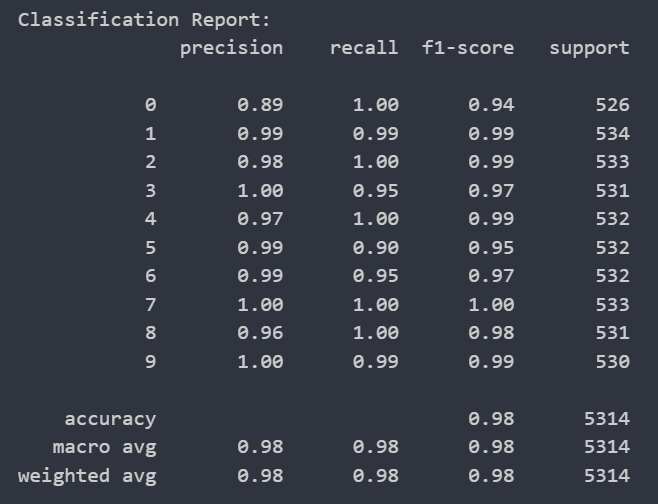 Classification Report:
precision recall f1-score support
0 0.89 1.00 0.94 526
1 0.99 0.99 0.99 534
2 0.98 1.00 0.99 533
3 1.00 0.95 0.97 531
4 0.97 1.00 0.99 532
5 0.99 0.90 0.95 532
6 0.99 0.95 0.97 532
7 1.00 1.00 1.00 533
8 0.96 1.00 0.98 531
9 1.00 0.99 0.99 530
accuracy 0.98 5314
macro avg 0.98 0.98 0.98 5314
weighted avg 0.98 0.98 0.98 5314